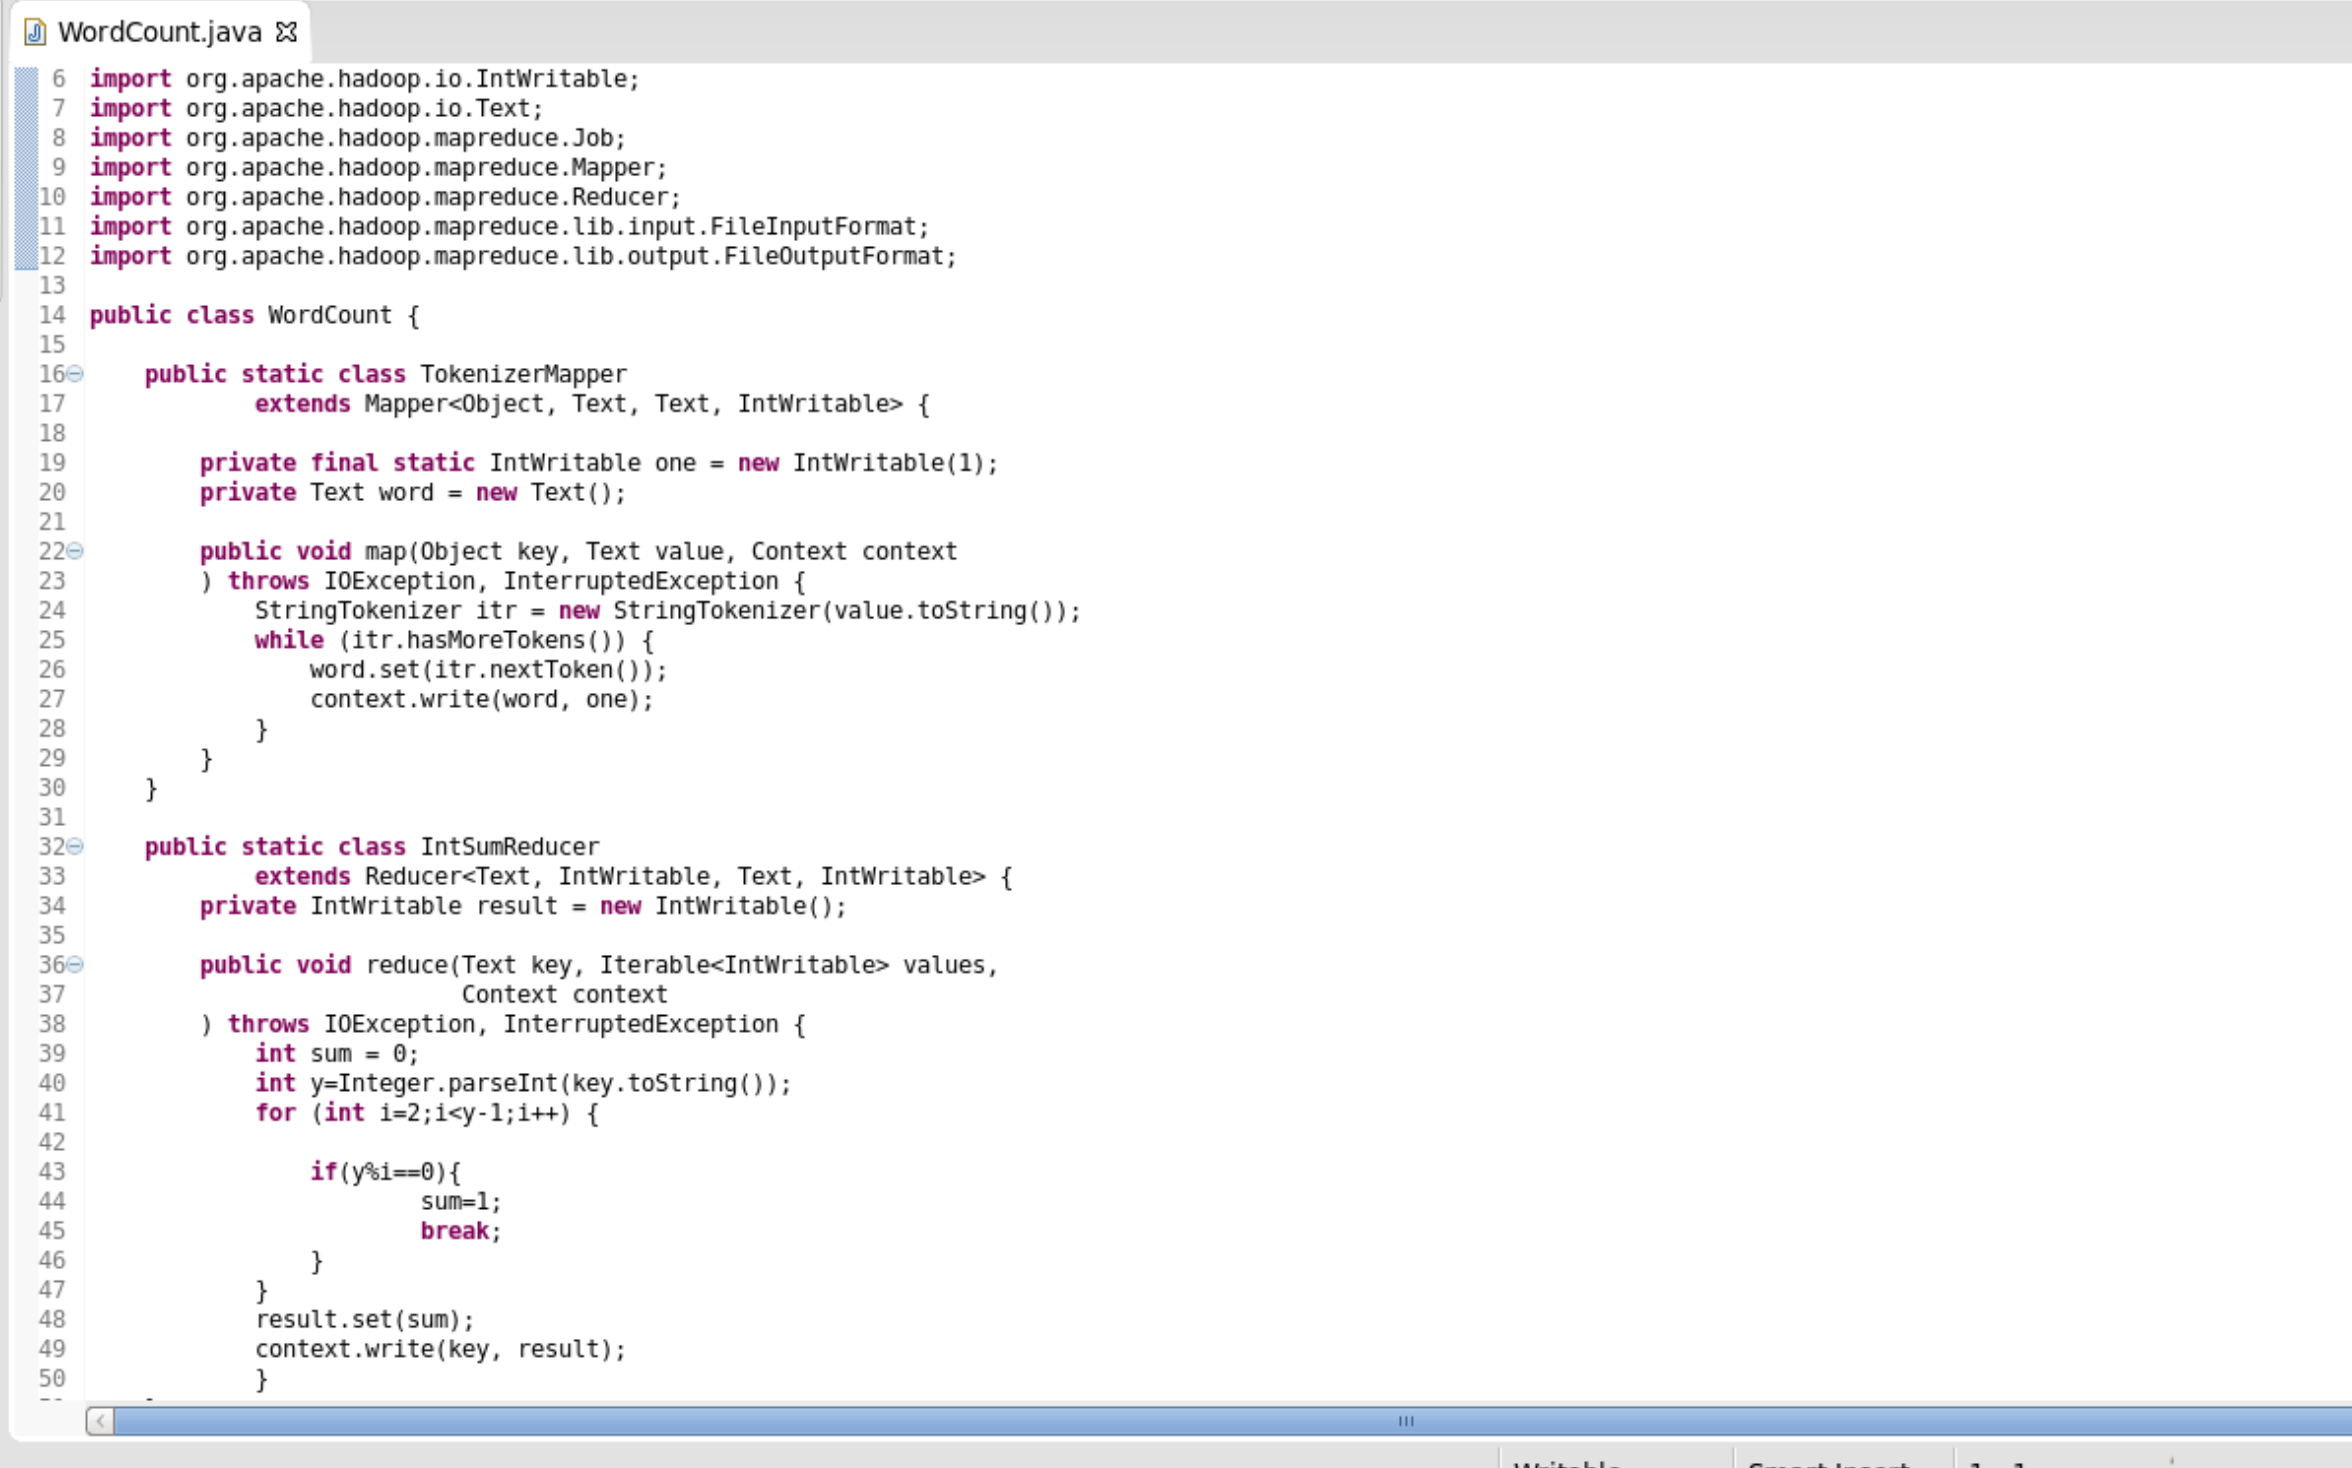 WordCount.java
6 import org.apache.hadoop.io.IntWritable;
7 import org.apache.hadoop.io.Text;
8 import org.apache.hadoop.mapreduce.Job;
9 import org.apache.hadoop.mapreduce.Mapper;
10 import org.apache.hadoop.mapreduce.Reducer;
11 import org.apache.hadoop.mapreduce.lib.input.FileInputFormat;
12 import org.apache.hadoop.mapreduce.lib.output.FileOutputFormat;
13
14 public class WordCount {
15
16 public static class TokenizerMapper
17 extends Mapper<Object, Text, Text, IntWritable> {
18
19 private final static IntWritable one = new IntWritable(1);
20 private Text word = new Text();
21
22 public void map(Object key, Text value, Context context
23 ) throws IOException, InterruptedException {
24 StringTokenizer itr = new StringTokenizer(value.toString());
25 while (itr.hasMoreTokens()) {
26 word.set(itr.nextToken());
27 context.write(word, one);
28 }
29 }
30 }
31
32 public static class IntSumReducer
33 extends Reducer<Text, IntWritable, Text, IntWritable> {
34 private IntWritable result = new IntWritable();
35
36 public void reduce(Text key, Iterable<IntWritable> values,
37 Context context
38 ) throws IOException, InterruptedException {
39 int sum = 0;
40 int y=Integer.parseInt(key.toString());
41 for (int i=2;i<y-1;i++) {
42
43 if(y%i==0){
44 sum=1;
45 break;
46 }
47 }
48 result.set(sum);
49 context.write(key, result);
50 }